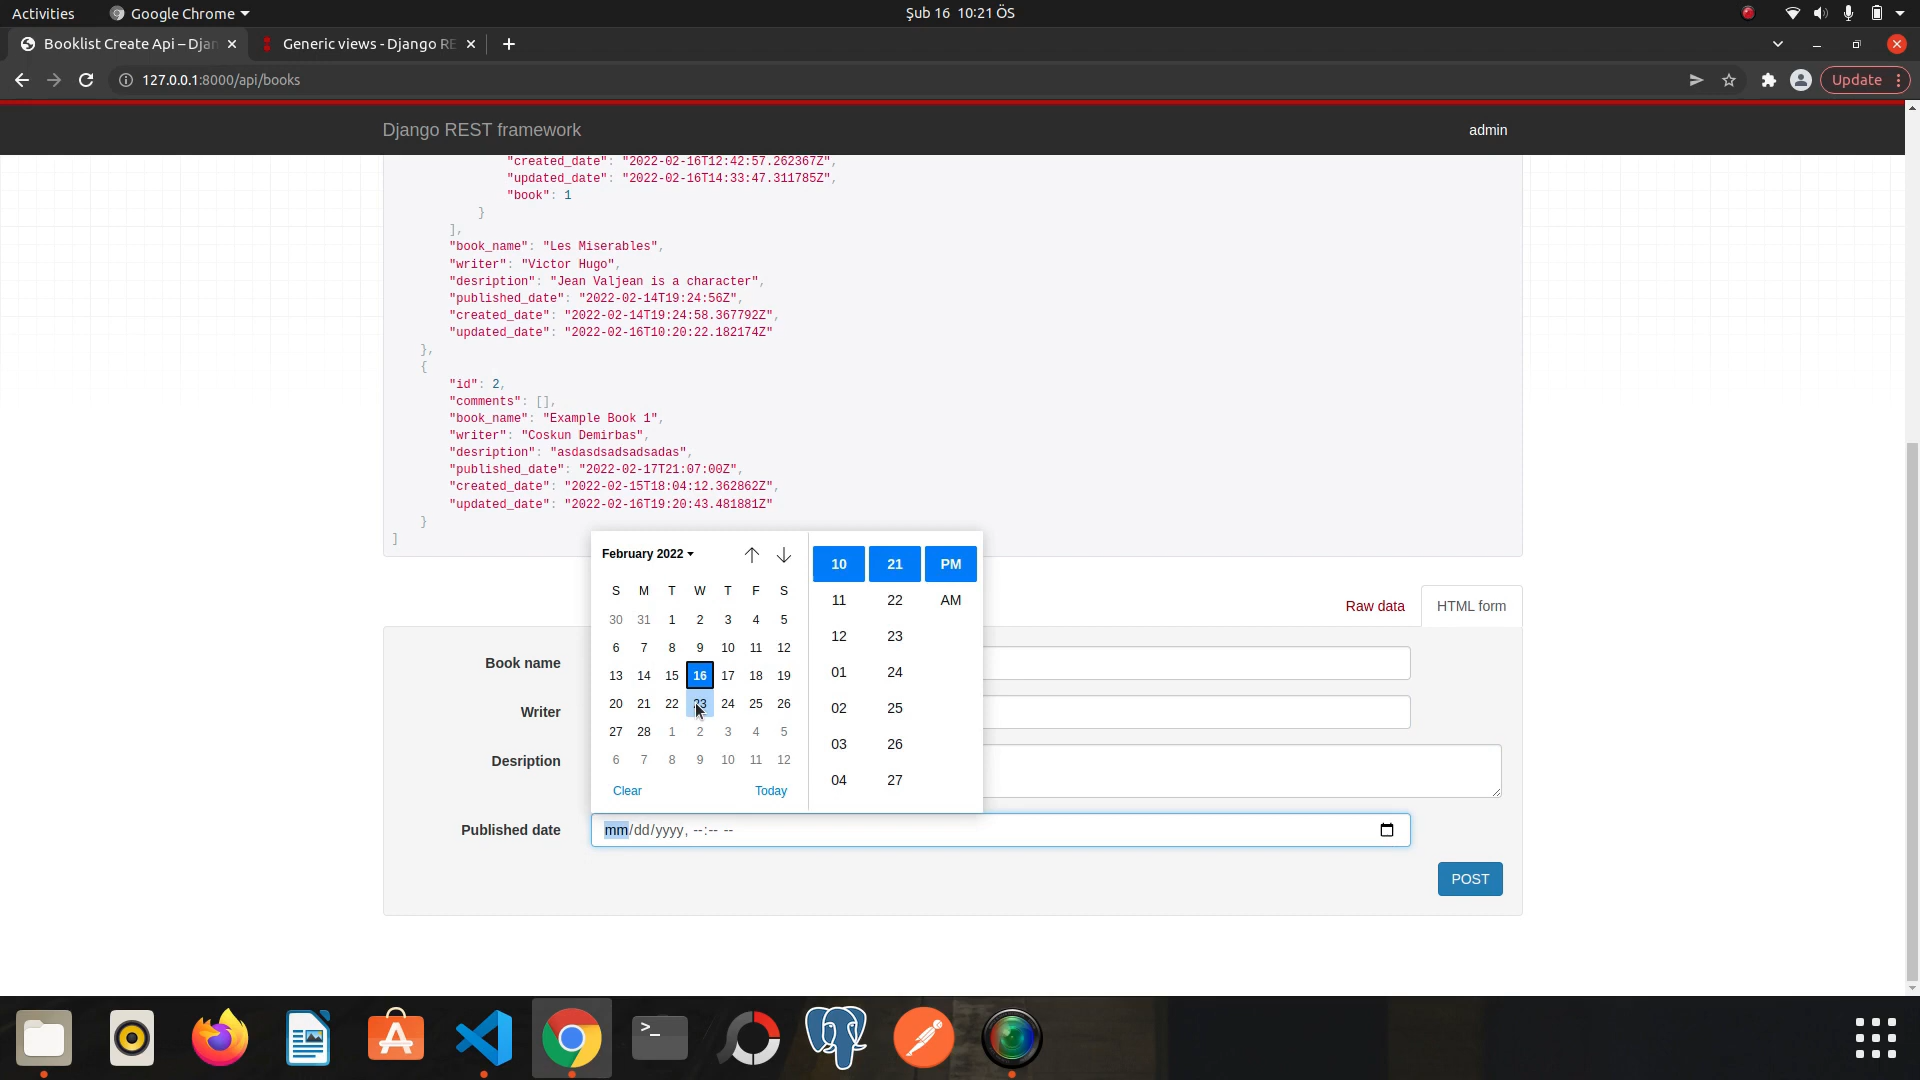 Activities
Google Chrome
Şub 16 10:21 ÖS
Booklist Create Api – Djan
Generic views - Django RE
127.0.0.1:8000/api/books
Update
Django REST framework
admin
"created_date": "2022-02-16T12:42:57.262367Z",
"updated_date": "2022-02-16T14:33:47.311785Z",
"book": 1
}
],
"book_name": "Les Miserables",
"writer": "Victor Hugo",
"desription": "Jean Valjean is a character",
"published_date": "2022-02-14T19:24:56Z",
"created_date": "2022-02-14T19:24:58.367792Z",
"updated_date": "2022-02-16T10:20:22.182174Z"
},
{
"id": 2,
"comments": [],
"book_name": "Example Book 1",
"writer": "Coskun Demirbas",
"desription": "asdasdsadsadsadas",
"published_date": "2022-02-17T21:07:00Z",
"created_date": "2022-02-15T18:04:12.362862Z",
"updated_date": "2022-02-16T19:20:43.481881Z"
}
]
Raw data
HTML form
Book name
Writer
Desription
Published date
February 2022
S M T W T F S
30 31 1 2 3 4 5
6 7 8 9 10 11 12
13 14 15 16 17 18 19
20 21 22 23 24 25 26
27 28 1 2 3 4 5
6 7 8 9 10 11 12
Clear
Today
10 21 PM
11 22 AM
12 23
01 24
02 25
03 26
04 27
mm/dd/yyyy, --:-- --
POST